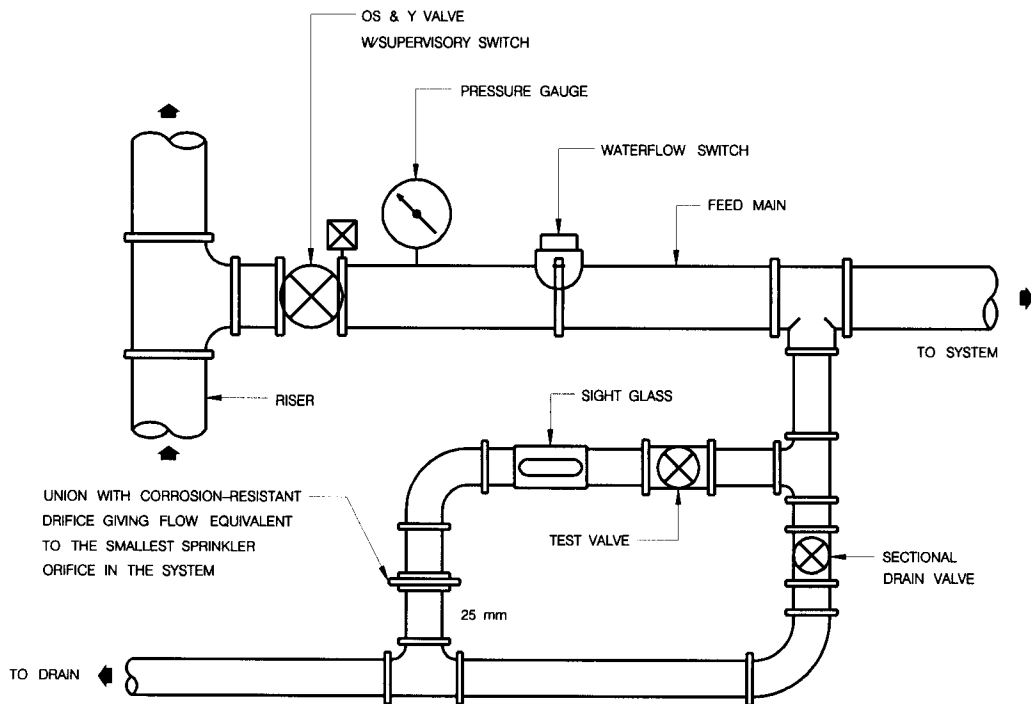 OS & Y VALVE
W/SUPERVISORY SWITCH
PRESSURE GAUGE
WATERFLOW SWITCH
FEED MAIN
TO SYSTEM
RISER
SIGHT GLASS
UNION WITH CORROSION-RESISTANT
DRIFICE GIVING FLOW EQUIVALENT
TO THE SMALLEST SPRINKLER
ORIFICE IN THE SYSTEM
TEST VALVE
SECTIONAL
DRAIN VALVE
25 mm
TO DRAIN